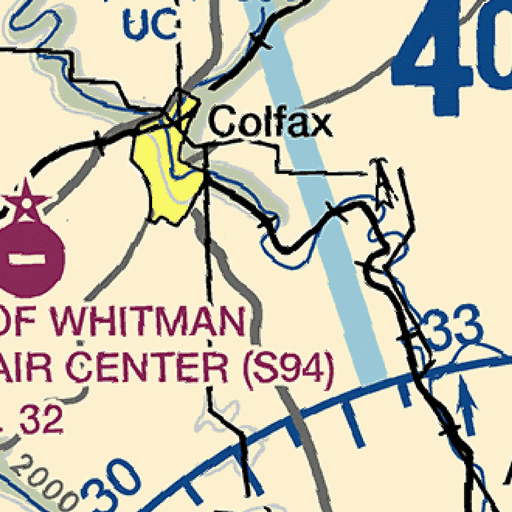 UC
40
Colfax
OF WHITMAN
AIR CENTER (S94)
. 32
33
30
2000